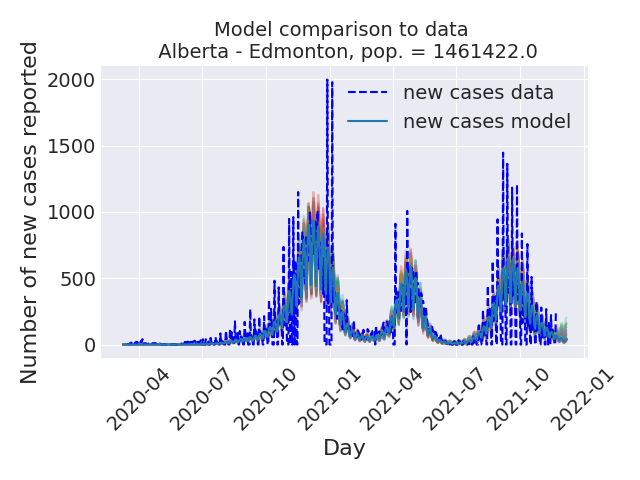 Model comparison to data
Alberta - Edmonton, pop. = 1461422.0
Number of new cases reported
2000
1500
1000
500
0
new cases data
new cases model
2020-04
2020-07
2020-10
2021-01
2021-04
2021-07
2021-10
2022-01
Day